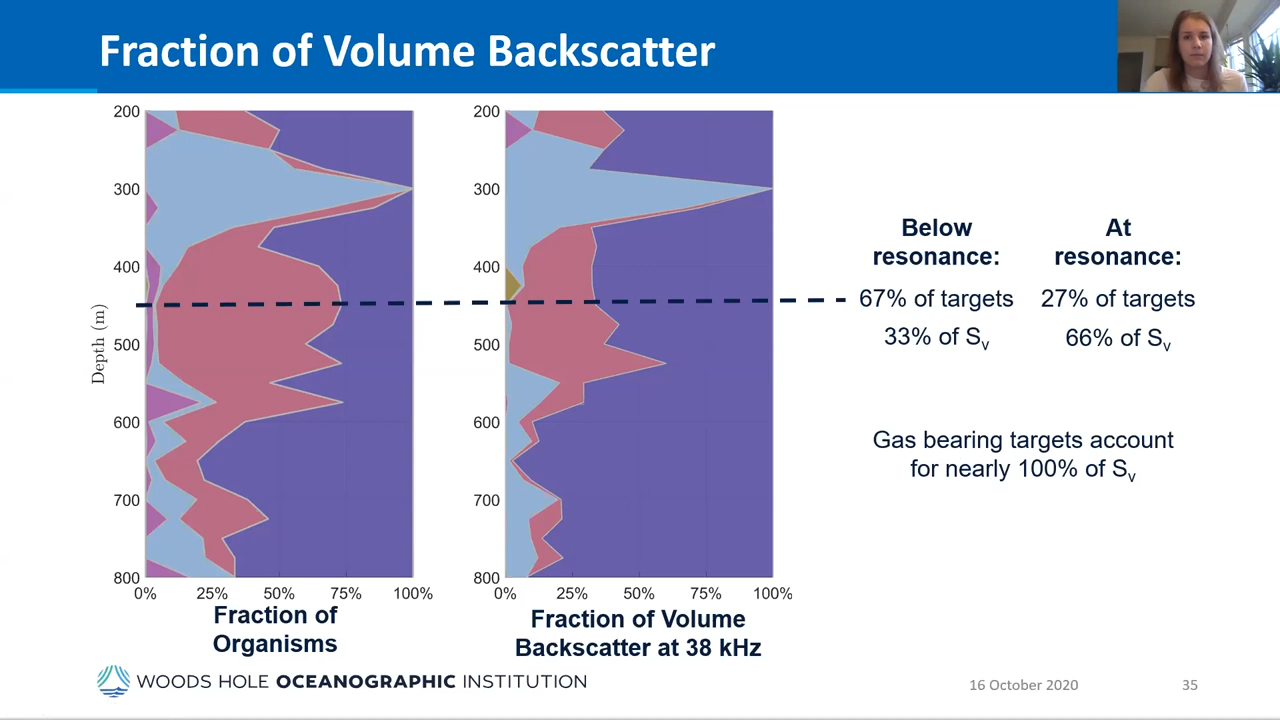 Fraction of Volume Backscatter
200
300
400
500
600
700
800
Depth (m)
0% 25% 50% 75% 100%
Fraction of
Organisms
200
300
400
500
600
700
800
0% 25% 50% 75% 100%
Fraction of Volume
Backscatter at 38 kHz
Below
resonance:
67% of targets
33% of Sv
At
resonance:
27% of targets
66% of Sv
Gas bearing targets account
for nearly 100% of Sv
WOODS HOLE OCEANOGRAPHIC INSTITUTION
16 October 2020
35